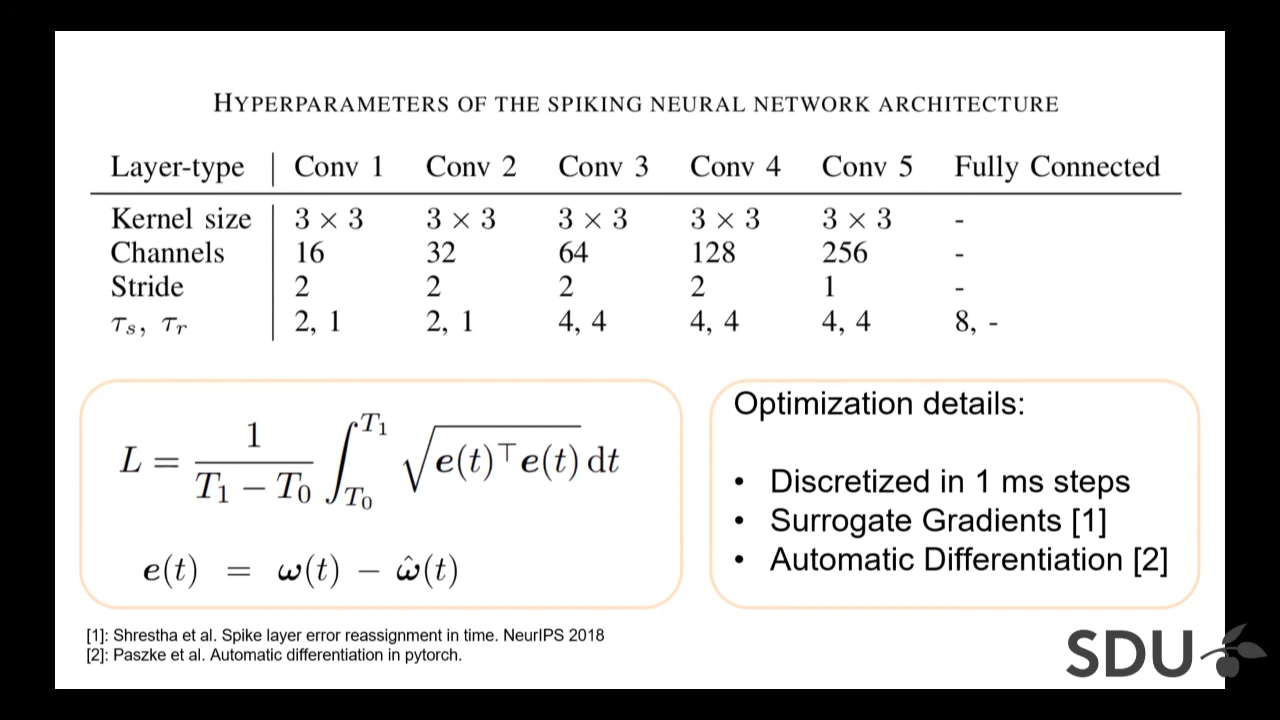 HYPERPARAMETERS OF THE SPIKING NEURAL NETWORK ARCHITECTURE
Layer-type Conv 1 Conv 2 Conv 3 Conv 4 Conv 5 Fully Connected
Kernel size 3 × 3 3 × 3 3 × 3 3 × 3 3 × 3 -
Channels 16 32 64 128 256 -
Stride 2 2 2 2 1 -
τs, τr 2, 1 2, 1 4, 4 4, 4 4, 4 8, -
L = 1 / (T1 − T0) ∫_{T0}^{T1} √(e(t)⊤e(t)) dt
e(t) = ω(t) − ω̂(t)
Optimization details:
• Discretized in 1 ms steps
• Surrogate Gradients [1]
• Automatic Differentiation [2]
[1]: Shrestha et al. Spike layer error reassignment in time. NeurIPS 2018
[2]: Paszke et al. Automatic differentiation in pytorch.
SDU